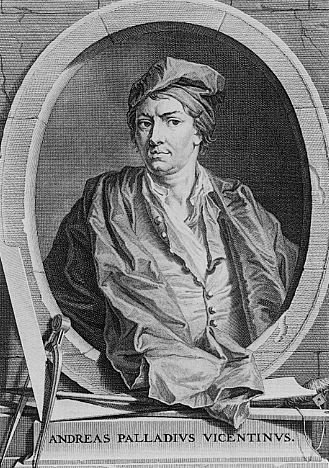 ANDREAS PALLADIVS VICENTINVS.